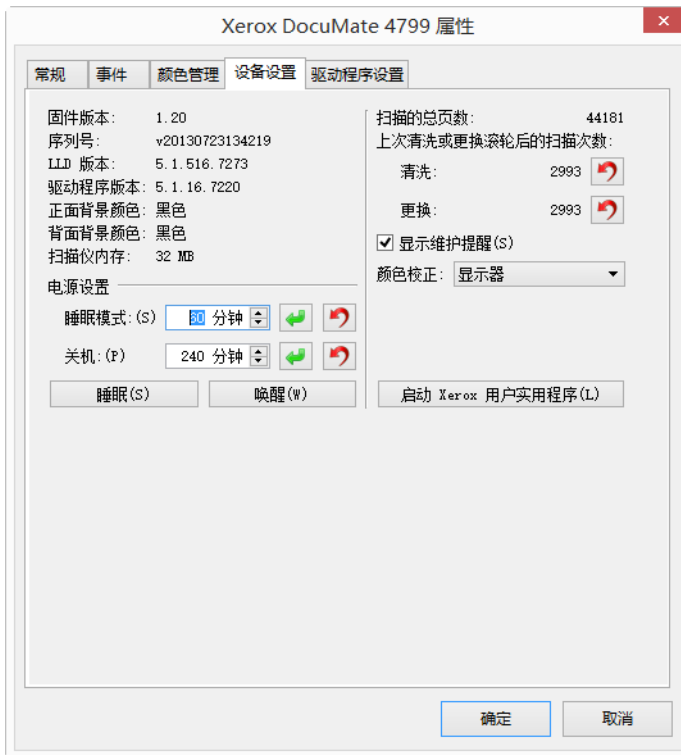 Xerox DocuMate 4799 属性
常规 事件 颜色管理 设备设置 驱动程序设置
固件版本: 1.20
序列号: v20130723134219
LLD 版本: 5.1.516.7273
驱动程序版本: 5.1.16.7220
正面背景颜色: 黑色
背面背景颜色: 黑色
扫描仪内存: 32 MB
电源设置
睡眠模式:(S) 60 分钟
关机:(P) 240 分钟
睡眠(S) 唤醒(W)
扫描的总页数: 44181
上次清洗或更换滚轮后的扫描次数:
清洗: 2993
更换: 2993
显示维护提醒(S)
颜色校正: 显示器
启动 Xerox 用户实用程序(L)
确定 取消